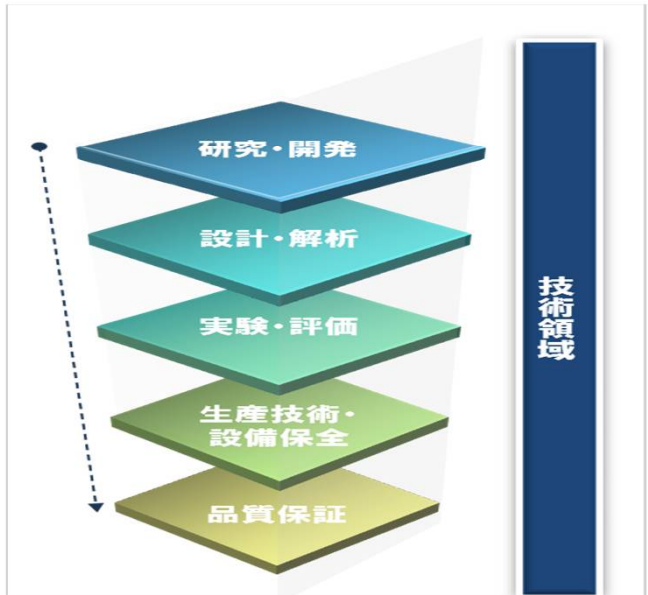 研究・開発
設計・解析
実験・評価
生産技術・
設備保全
品質保証
技術領域